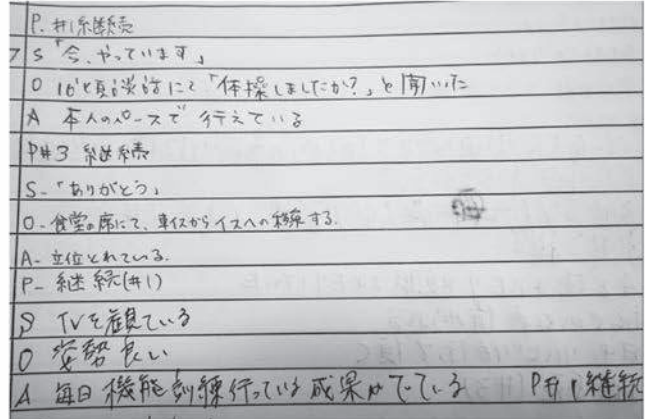 P. #1継続
7 S「今、やっています」
O 16じ頃談話にて「体操しましたか?」と聞いた
A 本人のペースで行えている
P#3 継続
S-「ありがとう」
O-食堂の席にて、車イスからイスへの移乗する.
A-立位とれている.
P-継続(#1)
S TVを観ている
O 姿勢良い
A 毎日機能訓練行っている成果がでている P#1継続